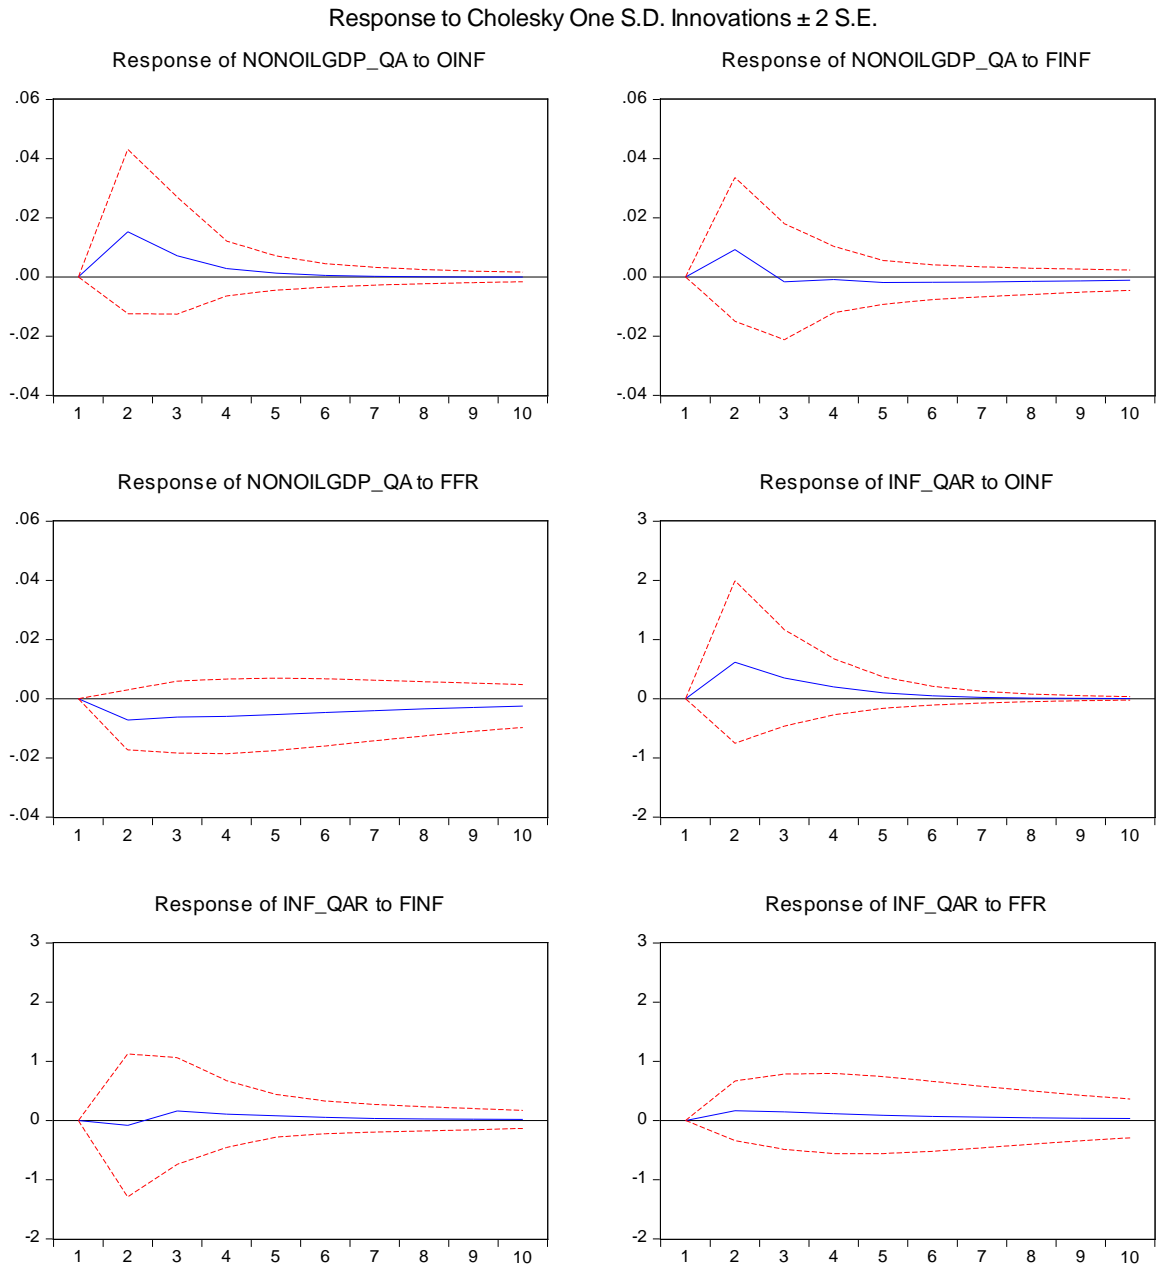 Response to Cholesky One S.D. Innovations ± 2 S.E.
Response of NONOILGDP_QA to OINF
.06
.04
.02
.00
-.02
-.04
1 2 3 4 5 6 7 8 9 10
Response of NONOILGDP_QA to FINF
.06
.04
.02
.00
-.02
-.04
1 2 3 4 5 6 7 8 9 10
Response of NONOILGDP_QA to FFR
.06
.04
.02
.00
-.02
-.04
1 2 3 4 5 6 7 8 9 10
Response of INF_QAR to OINF
3
2
1
0
-1
-2
1 2 3 4 5 6 7 8 9 10
Response of INF_QAR to FINF
3
2
1
0
-1
-2
1 2 3 4 5 6 7 8 9 10
Response of INF_QAR to FFR
3
2
1
0
-1
-2
1 2 3 4 5 6 7 8 9 10